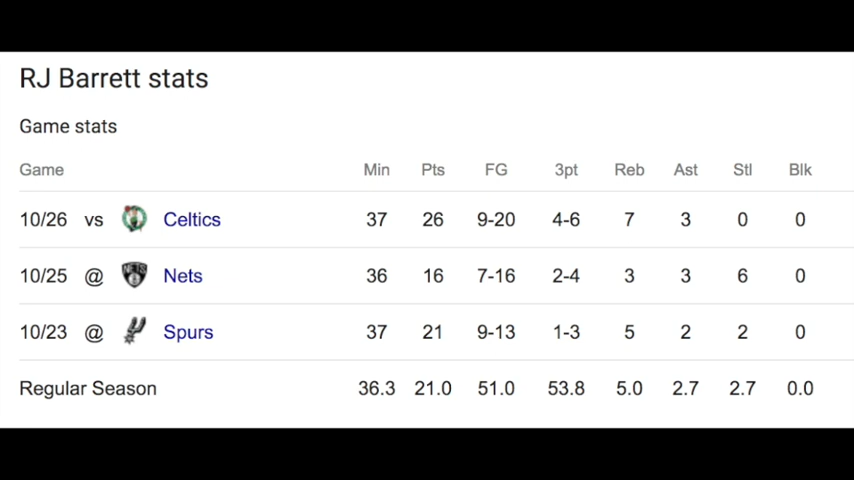 RJ Barrett stats
Game stats
Game Min Pts FG 3pt Reb Ast Stl Blk
10/26 vs Celtics 37 26 9-20 4-6 7 3 0 0
10/25 @ NETS Nets 36 16 7-16 2-4 3 3 6 0
10/23 @ Spurs 37 21 9-13 1-3 5 2 2 0
Regular Season 36.3 21.0 51.0 53.8 5.0 2.7 2.7 0.0